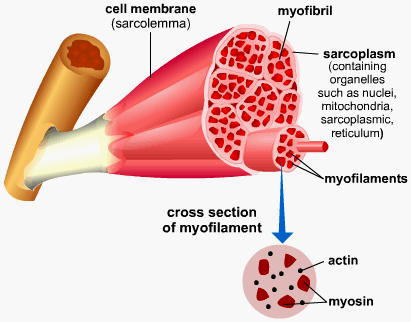 cell membrane
(sarcolemma)
myofibril
sarcoplasm
(containing
organelles
such as nuclei,
mitochondria,
sarcoplasmic,
reticulum)
myofilaments
cross section
of myofilament
actin
myosin